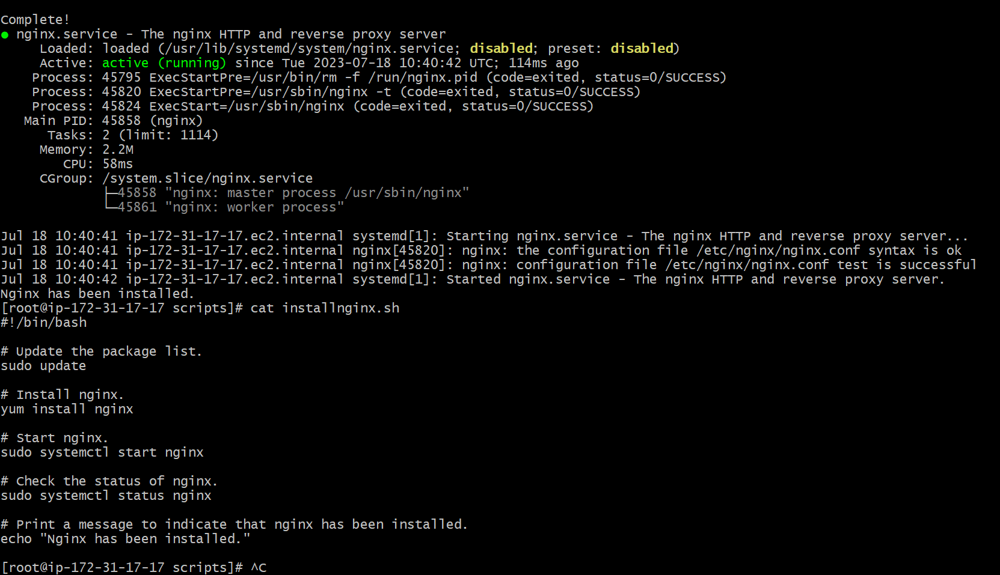 Complete!
● nginx.service - The nginx HTTP and reverse proxy server
     Loaded: loaded (/usr/lib/systemd/system/nginx.service; disabled; preset: disabled)
     Active: active (running) since Tue 2023-07-18 10:40:42 UTC; 114ms ago
    Process: 45795 ExecStartPre=/usr/bin/rm -f /run/nginx.pid (code=exited, status=0/SUCCESS)
    Process: 45820 ExecStartPre=/usr/sbin/nginx -t (code=exited, status=0/SUCCESS)
    Process: 45824 ExecStart=/usr/sbin/nginx (code=exited, status=0/SUCCESS)
   Main PID: 45858 (nginx)
      Tasks: 2 (limit: 1114)
     Memory: 2.2M
        CPU: 58ms
     CGroup: /system.slice/nginx.service
             ├─45858 "nginx: master process /usr/sbin/nginx"
             └─45861 "nginx: worker process"

Jul 18 10:40:41 ip-172-31-17-17.ec2.internal systemd[1]: Starting nginx.service - The nginx HTTP and reverse proxy server...
Jul 18 10:40:41 ip-172-31-17-17.ec2.internal nginx[45820]: nginx: the configuration file /etc/nginx/nginx.conf syntax is ok
Jul 18 10:40:41 ip-172-31-17-17.ec2.internal nginx[45820]: nginx: configuration file /etc/nginx/nginx.conf test is successful
Jul 18 10:40:42 ip-172-31-17-17.ec2.internal systemd[1]: Started nginx.service - The nginx HTTP and reverse proxy server.
Nginx has been installed.
[root@ip-172-31-17-17 scripts]# cat installnginx.sh
#!/bin/bash

# Update the package list.
sudo update

# Install nginx.
yum install nginx

# Start nginx.
sudo systemctl start nginx

# Check the status of nginx.
sudo systemctl status nginx

# Print a message to indicate that nginx has been installed.
echo "Nginx has been installed."

[root@ip-172-31-17-17 scripts]# ^C